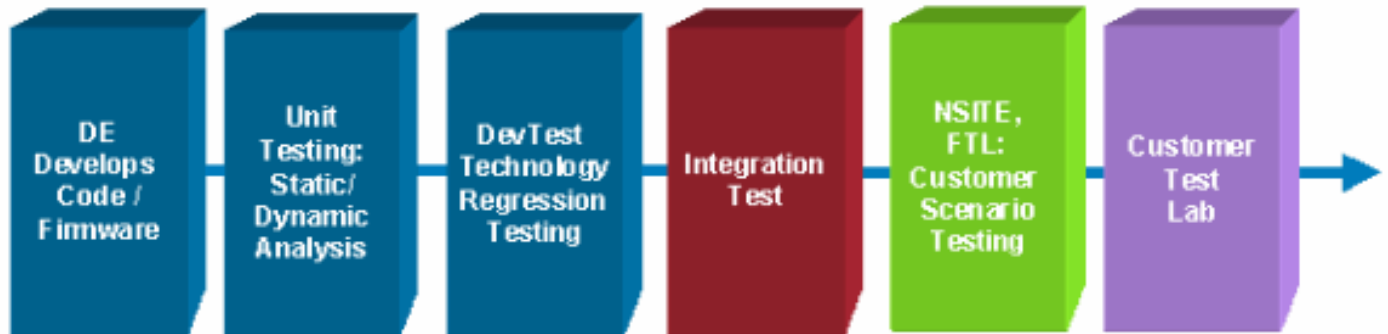 DE
Develops
Code /
Firmware
Unit
Testing:
Static/
Dynamic
Analysis
DevTest
Technology
Regression
Testing
Integration
Test
NSITE,
FTL:
Customer
Scenario
Testing
Customer
Test
Lab